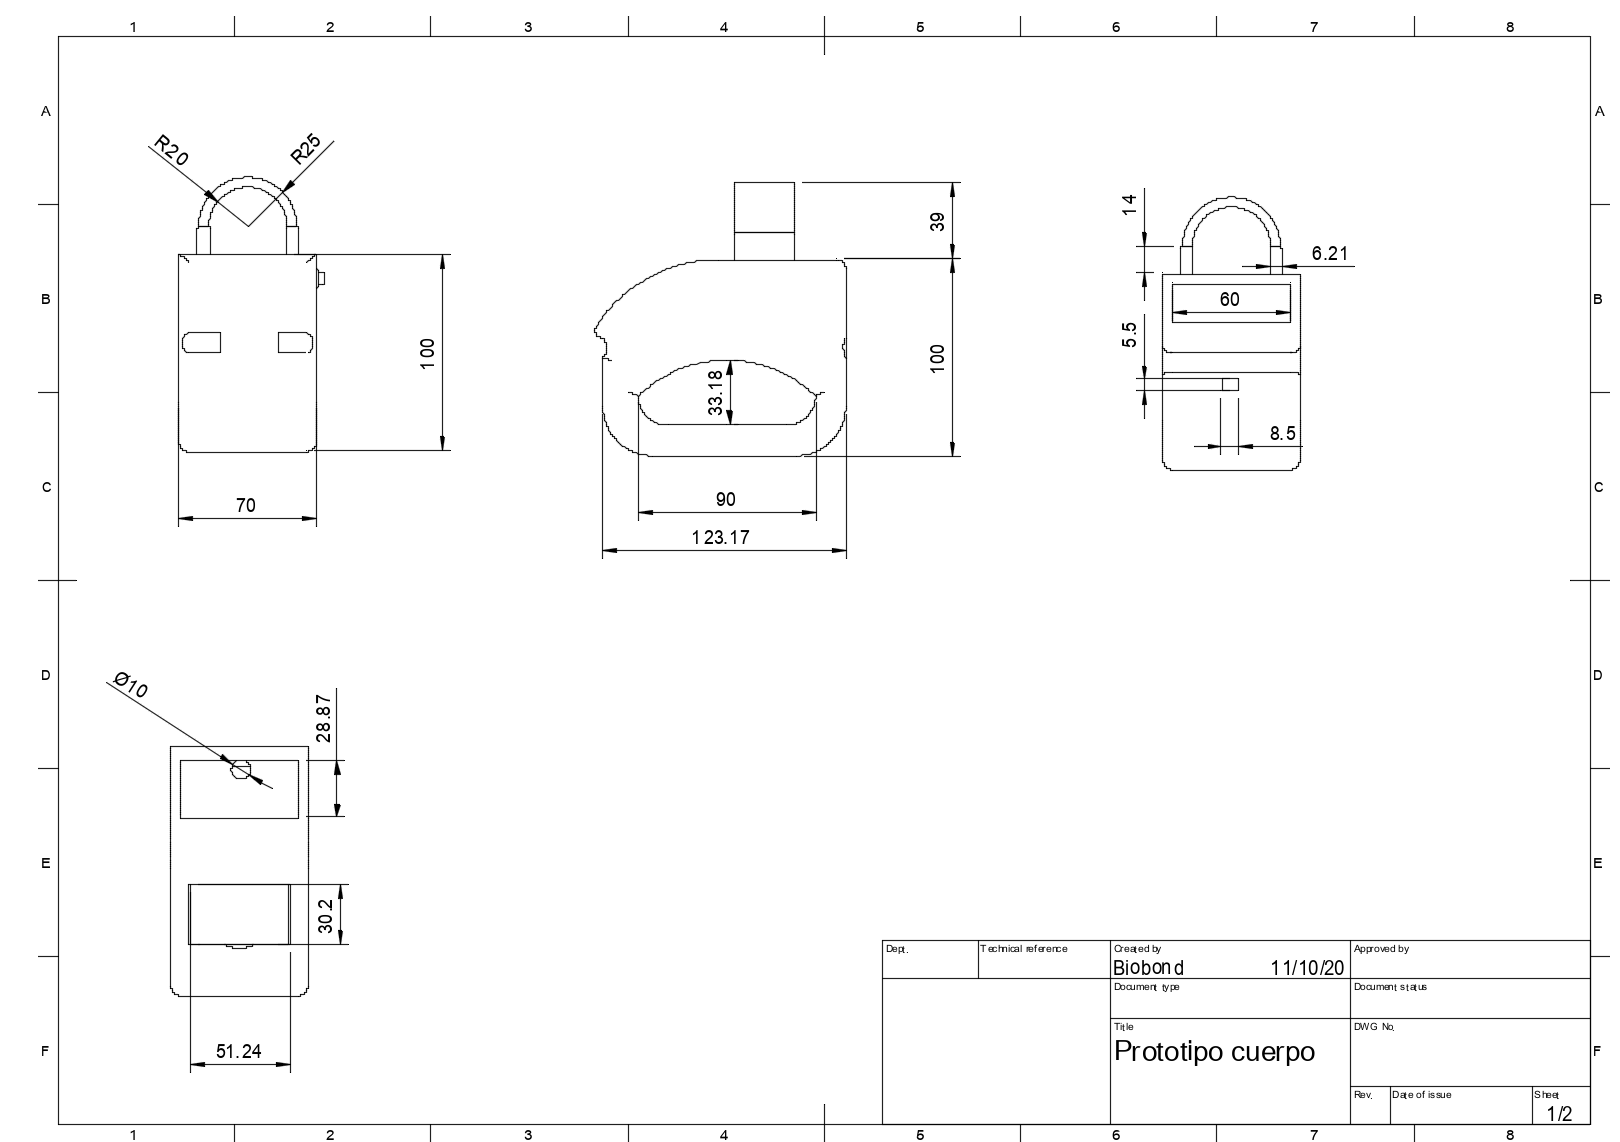 1 2 3 4 5 6 7 8
A A
R20 R25
14
39
6.21
B B
60
5.5
100
100
33.18
8.5
C C
70
90
123.17
D D
Ø10
28.87
E E
30.2
51.24
Dept. Technical reference Created by Approved by
Biobond 11/10/20
Document type Document status
Title DWG No.
Prototipo cuerpo
F F
Rev. Date of issue Sheet
1/2
1 2 3 4 5 6 7 8